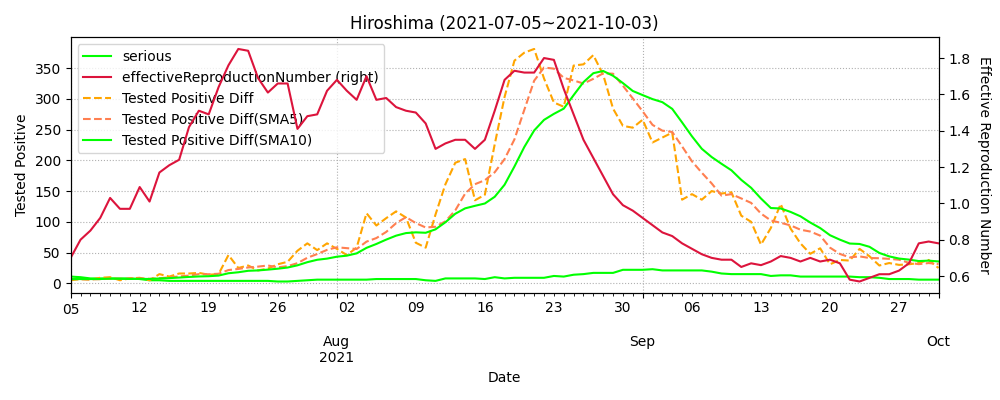 Hiroshima (2021-07-05~2021-10-03)
serious
effectiveReproductionNumber (right)
Tested Positive Diff
Tested Positive Diff(SMA5)
Tested Positive Diff(SMA10)
Tested Positive
350
300
250
200
150
100
50
0
1.8
1.6
1.4
1.2
1.0
0.8
0.6
Effective Reproduction Number
05 12 19 26 02 09 16 23 30 06 13 20 27
Aug Sep Oct
2021
Date